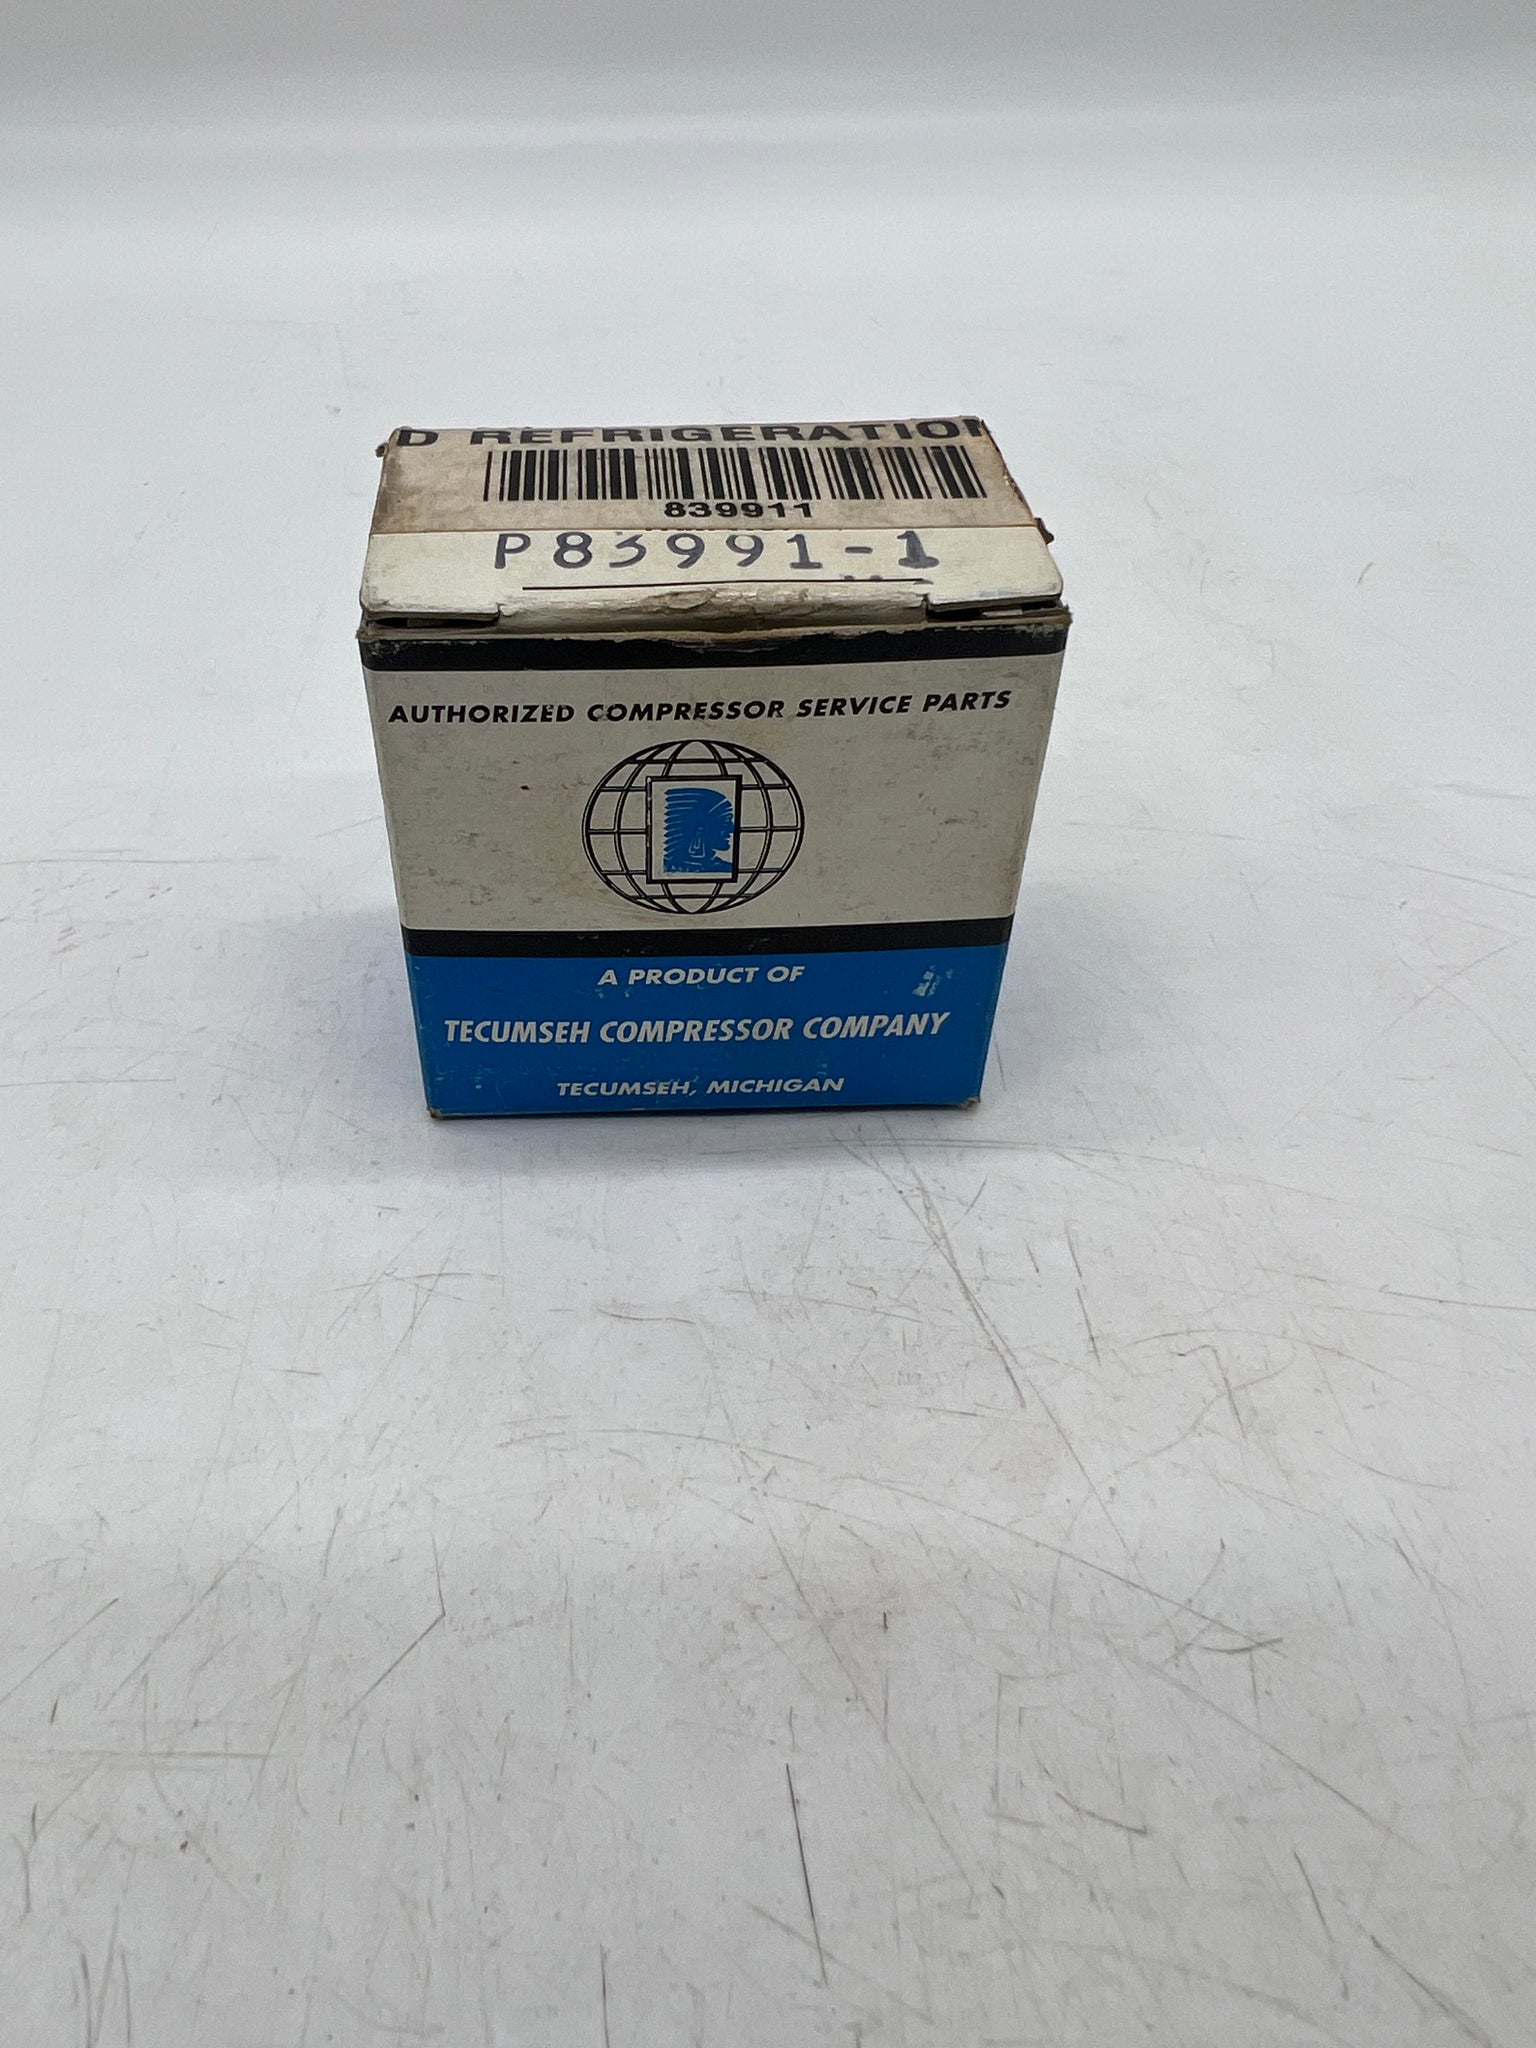 D REFRIGERATION
839911
P83991-1
AUTHORIZED COMPRESSOR SERVICE PARTS
A PRODUCT OF
TECUMSEH COMPRESSOR COMPANY
TECUMSEH, MICHIGAN